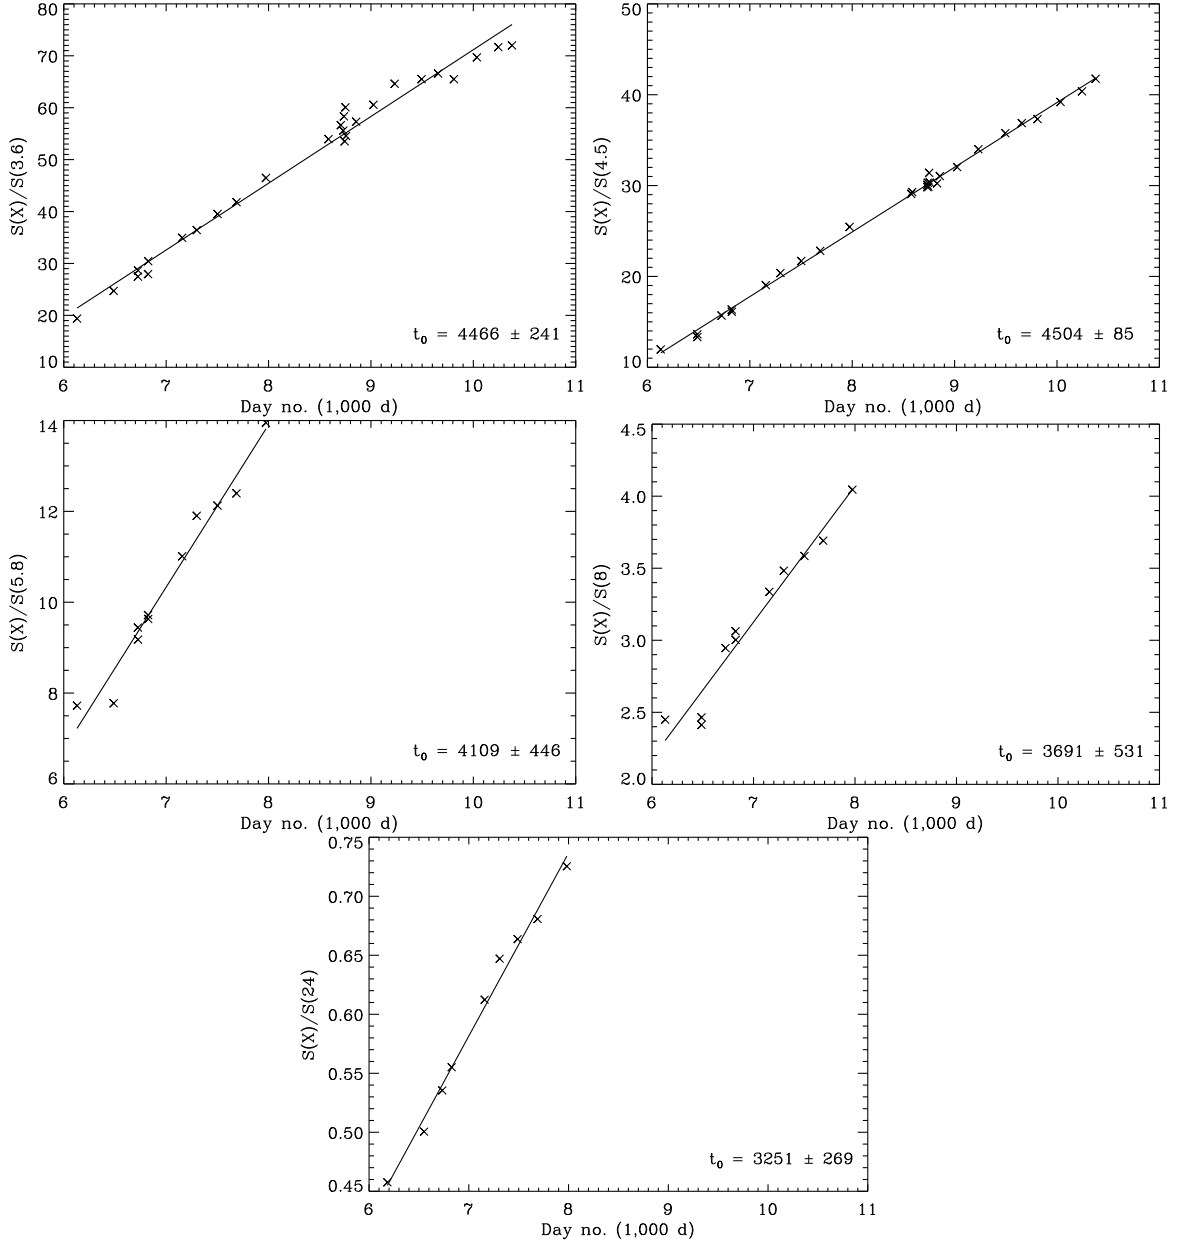 80
70
60
50
40
30
20
10
S(X)/S(3.6)
t₀ = 4466 ± 241
6 7 8 9 10 11
Day no. (1,000 d)
50
40
30
20
10
S(X)/S(4.5)
t₀ = 4504 ± 85
6 7 8 9 10 11
Day no. (1,000 d)
14
12
10
8
6
S(X)/S(5.8)
t₀ = 4109 ± 446
6 7 8 9 10 11
Day no. (1,000 d)
4.5
4.0
3.5
3.0
2.5
2.0
S(X)/S(8)
t₀ = 3691 ± 531
6 7 8 9 10 11
Day no. (1,000 d)
0.75
0.70
0.65
0.60
0.55
0.50
0.45
S(X)/S(24)
t₀ = 3251 ± 269
6 7 8 9 10 11
Day no. (1,000 d)